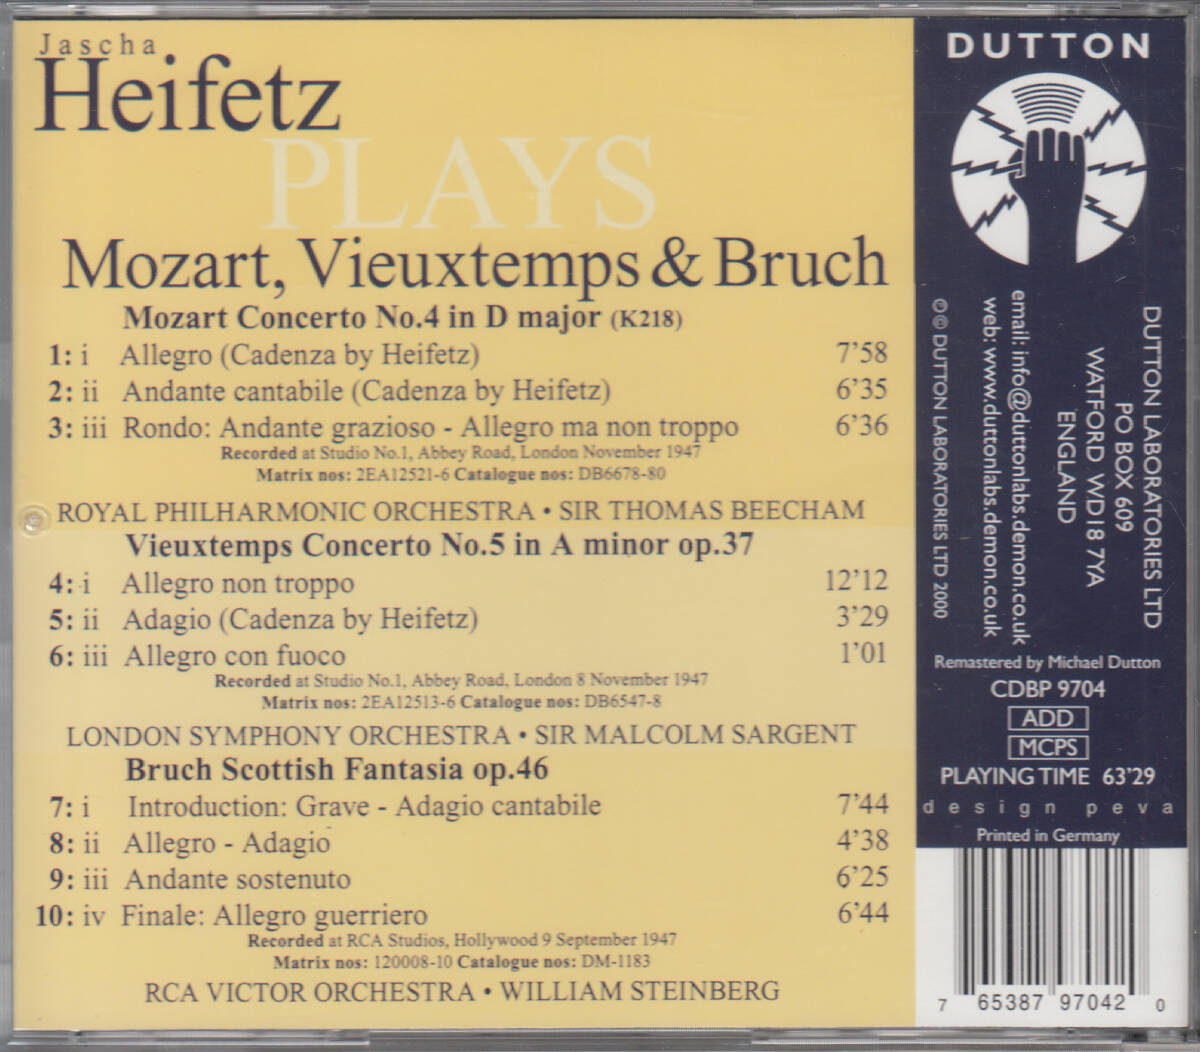 Jascha
Heifetz
PLAYS
Mozart, Vieuxtemps & Bruch
Mozart Concerto No.4 in D major (K218)
1: i Allegro (Cadenza by Heifetz) 7'58
2: ii Andante cantabile (Cadenza by Heifetz) 6'35
3: iii Rondo: Andante grazioso - Allegro ma non troppo 6'36
Recorded at Studio No.1, Abbey Road, London November 1947
Matrix nos: 2EA12521-6 Catalogue nos: DB6678-80
ROYAL PHILHARMONIC ORCHESTRA • SIR THOMAS BEECHAM
Vieuxtemps Concerto No.5 in A minor op.37
4: i Allegro non troppo 12'12
5: ii Adagio (Cadenza by Heifetz) 3'29
6: iii Allegro con fuoco 1'01
Recorded at Studio No.1, Abbey Road, London 8 November 1947
Matrix nos: 2EA12513-6 Catalogue nos: DB6547-8
LONDON SYMPHONY ORCHESTRA • SIR MALCOLM SARGENT
Bruch Scottish Fantasia op.46
7: i Introduction: Grave - Adagio cantabile 7'44
8: ii Allegro - Adagio 4'38
9: iii Andante sostenuto 6'25
10: iv Finale: Allegro guerriero 6'44
Recorded at RCA Studios, Hollywood 9 September 1947
Matrix nos: 120008-10 Catalogue nos: DM-1183
RCA VICTOR ORCHESTRA • WILLIAM STEINBERG
DUTTON
DUTTON LABORATORIES LTD
PO BOX 609
WATFORD WD18 7YA
ENGLAND
email: info@duttonlabs.demon.co.uk
web: www.duttonlabs.demon.co.uk
℗© DUTTON LABORATORIES LTD 2000
Remastered by Michael Dutton
CDBP 9704
ADD
MCPS
PLAYING TIME 63'29
design peva
Printed in Germany
7 65387 97042 0